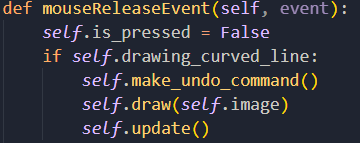 def mouseReleaseEvent(self, event):
    self.is_pressed = False
    if self.drawing_curved_line:
        self.make_undo_command()
        self.draw(self.image)
        self.update()